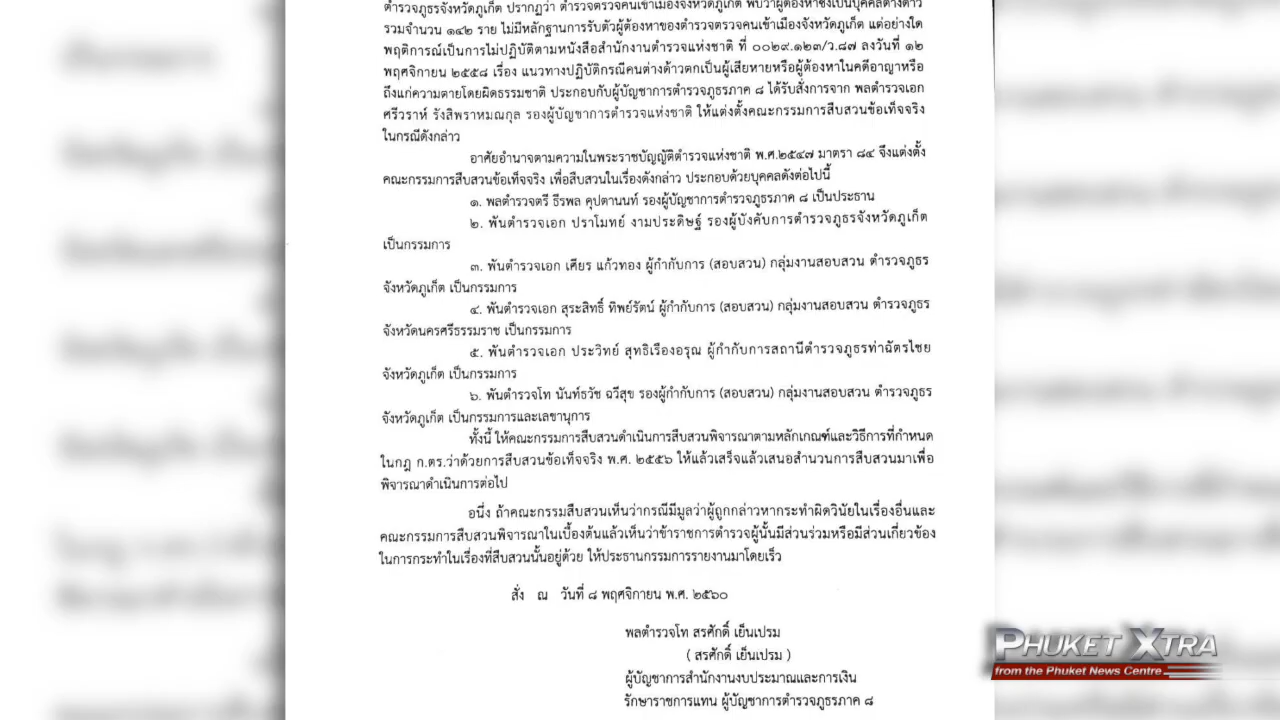 ตำรวจภูธรจังหวัดภูเก็ต ปรากฏว่า ตำรวจตรวจคนเข้าเมืองจังหวัดภูเก็ต พบว่าผู้ต้องหาซึ่งเป็นบุคคลต่างด้าว
รวมจำนวน ๑๔๒ ราย ไม่มีหลักฐานการรับตัวผู้ต้องหาของตำรวจตรวจคนเข้าเมืองจังหวัดภูเก็ต แต่อย่างใด
พฤติการณ์เป็นการไม่ปฏิบัติตามหนังสือสำนักงานตำรวจแห่งชาติ ที่ ๐๐๒๙.๑๒๓/ว.๘๗ ลงวันที่ ๑๒
พฤศจิกายน ๒๕๕๘ เรื่อง แนวทางปฏิบัติกรณีคนต่างด้าวตกเป็นผู้เสียหายหรือผู้ต้องหาในคดีอาญาหรือ
ถึงแก่ความตายโดยผิดธรรมชาติ ประกอบกับผู้บัญชาการตำรวจภูธรภาค ๘ ได้รับสั่งการจาก พลตำรวจเอก
ศรีวราห์ รังสิพราหมณกุล รองผู้บัญชาการตำรวจแห่งชาติ ให้แต่งตั้งคณะกรรมการสืบสวนข้อเท็จจริง
ในกรณีดังกล่าว
อาศัยอำนาจตามความในพระราชบัญญัติตำรวจแห่งชาติ พ.ศ.๒๕๔๗ มาตรา ๘๔ จึงแต่งตั้ง
คณะกรรมการสืบสวนข้อเท็จจริง เพื่อสืบสวนในเรื่องดังกล่าว ประกอบด้วยบุคคลดังต่อไปนี้
๑. พลตำรวจตรี ธีรพล คุปตานนท์ รองผู้บัญชาการตำรวจภูธรภาค ๘ เป็นประธาน
๒. พันตำรวจเอก ปราโมทย์ งามประดิษฐ์ รองผู้บังคับการตำรวจภูธรจังหวัดภูเก็ต
เป็นกรรมการ
๓. พันตำรวจเอก เศียร แก้วทอง ผู้กำกับการ (สอบสวน) กลุ่มงานสอบสวน ตำรวจภูธร
จังหวัดภูเก็ต เป็นกรรมการ
๔. พันตำรวจเอก สุระสิทธิ์ ทิพย์รัตน์ ผู้กำกับการ (สอบสวน) กลุ่มงานสอบสวน ตำรวจภูธร
จังหวัดนครศรีธรรมราช เป็นกรรมการ
๕. พันตำรวจเอก ประวิทย์ สุทธิเรืองอรุณ ผู้กำกับการสถานีตำรวจภูธรท่าฉัตรไชย
จังหวัดภูเก็ต เป็นกรรมการ
๖. พันตำรวจโท นันท์ธวัช ฉวีสุข รองผู้กำกับการ (สอบสวน) กลุ่มงานสอบสวน ตำรวจภูธร
จังหวัดภูเก็ต เป็นกรรมการและเลขานุการ
ทั้งนี้ ให้คณะกรรมการสืบสวนดำเนินการสืบสวนพิจารณาตามหลักเกณฑ์และวิธีการที่กำหนด
ในกฎ ก.ตร.ว่าด้วยการสืบสวนข้อเท็จจริง พ.ศ. ๒๕๕๖ ให้แล้วเสร็จแล้วเสนอสำนวนการสืบสวนมาเพื่อ
พิจารณาดำเนินการต่อไป
อนึ่ง ถ้าคณะกรรมสืบสวนเห็นว่ากรณีมีมูลว่าผู้ถูกกล่าวหากระทำผิดวินัยในเรื่องอื่นและ
คณะกรรมการสืบสวนพิจารณาในเบื้องต้นแล้วเห็นว่าข้าราชการตำรวจผู้นั้นมีส่วนร่วมหรือมีส่วนเกี่ยวข้อง
ในการกระทำในเรื่องที่สืบสวนนั้นอยู่ด้วย ให้ประธานกรรมการรายงานมาโดยเร็ว
สั่ง ณ วันที่ ๘ พฤศจิกายน พ.ศ. ๒๕๖๐
พลตำรวจโท สรศักดิ์ เย็นเปรม
( สรศักดิ์ เย็นเปรม )
ผู้บัญชาการสำนักงานงบประมาณและการเงิน
รักษาราชการแทน ผู้บัญชาการตำรวจภูธรภาค ๘
PHUKET XTRA
from the Phuket News Centre